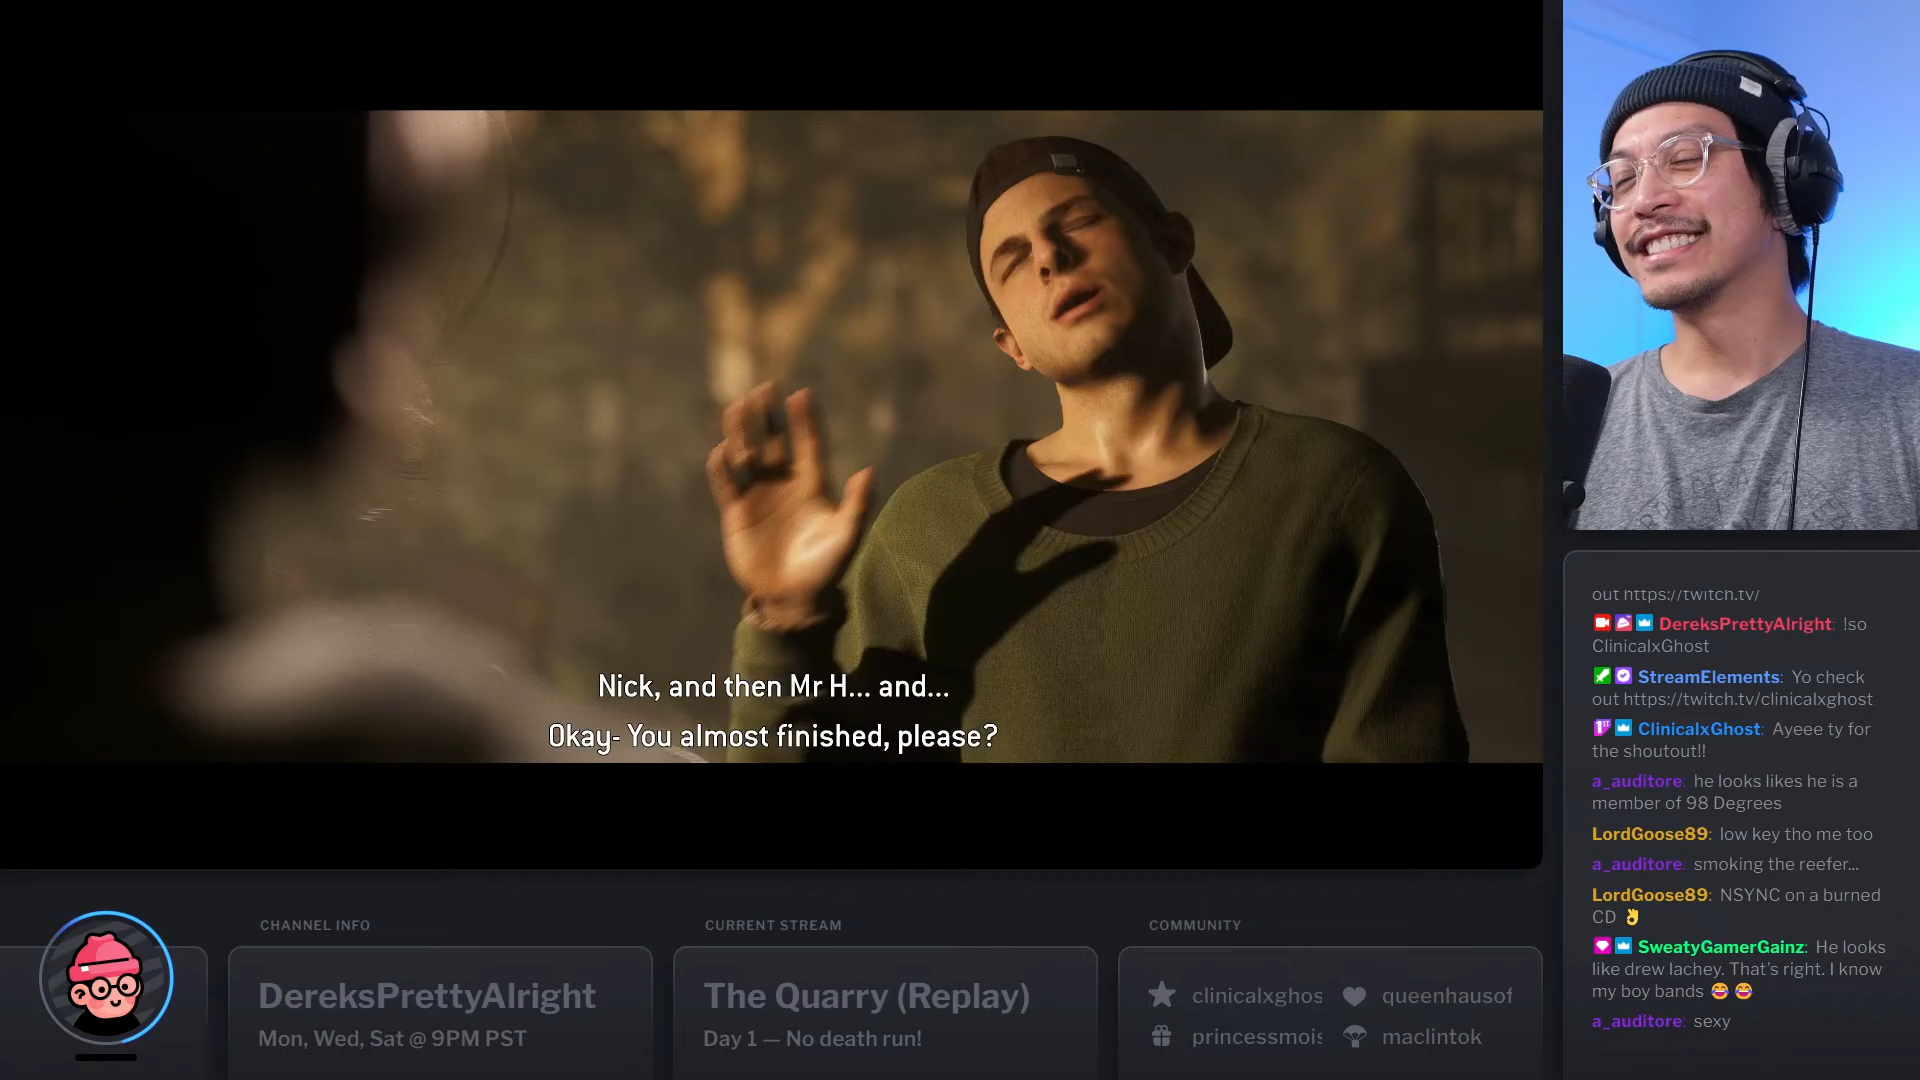 Nick, and then Mr H... and...
Okay- You almost finished, please?
out https://twitch.tv/
DereksPrettyAlright: !so
ClinicalxGhost
StreamElements: Yo check
out https://twitch.tv/clinicalxghost
1ST ClinicalxGhost: Ayeee ty for
the shoutout!!
a_auditore: he looks likes he is a
member of 98 Degrees
LordGoose89: low key tho me too
a_auditore: smoking the reefer...
LordGoose89: NSYNC on a burned
CD 👌
SweatyGamerGainz: He looks
like drew lachey. That's right. I know
my boy bands 😂 😂
a_auditore: sexy
CHANNEL INFO
DereksPrettyAlright
Mon, Wed, Sat @ 9PM PST
CURRENT STREAM
The Quarry (Replay)
Day 1 — No death run!
COMMUNITY
clinicalxghos
queenhausof
princessmois
maclintok